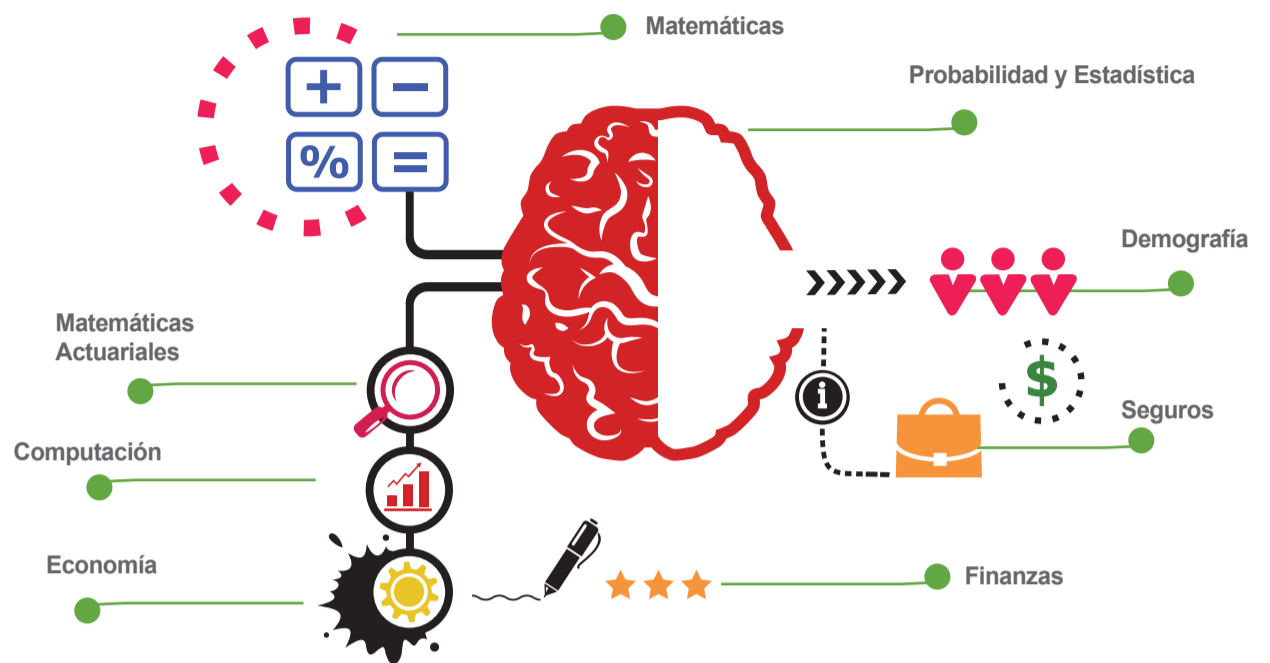 Matemáticas
Probabilidad y Estadística
+ −
% =
Demografía
Matemáticas
Actuariales
$
i
Seguros
Computación
Economía
Finanzas